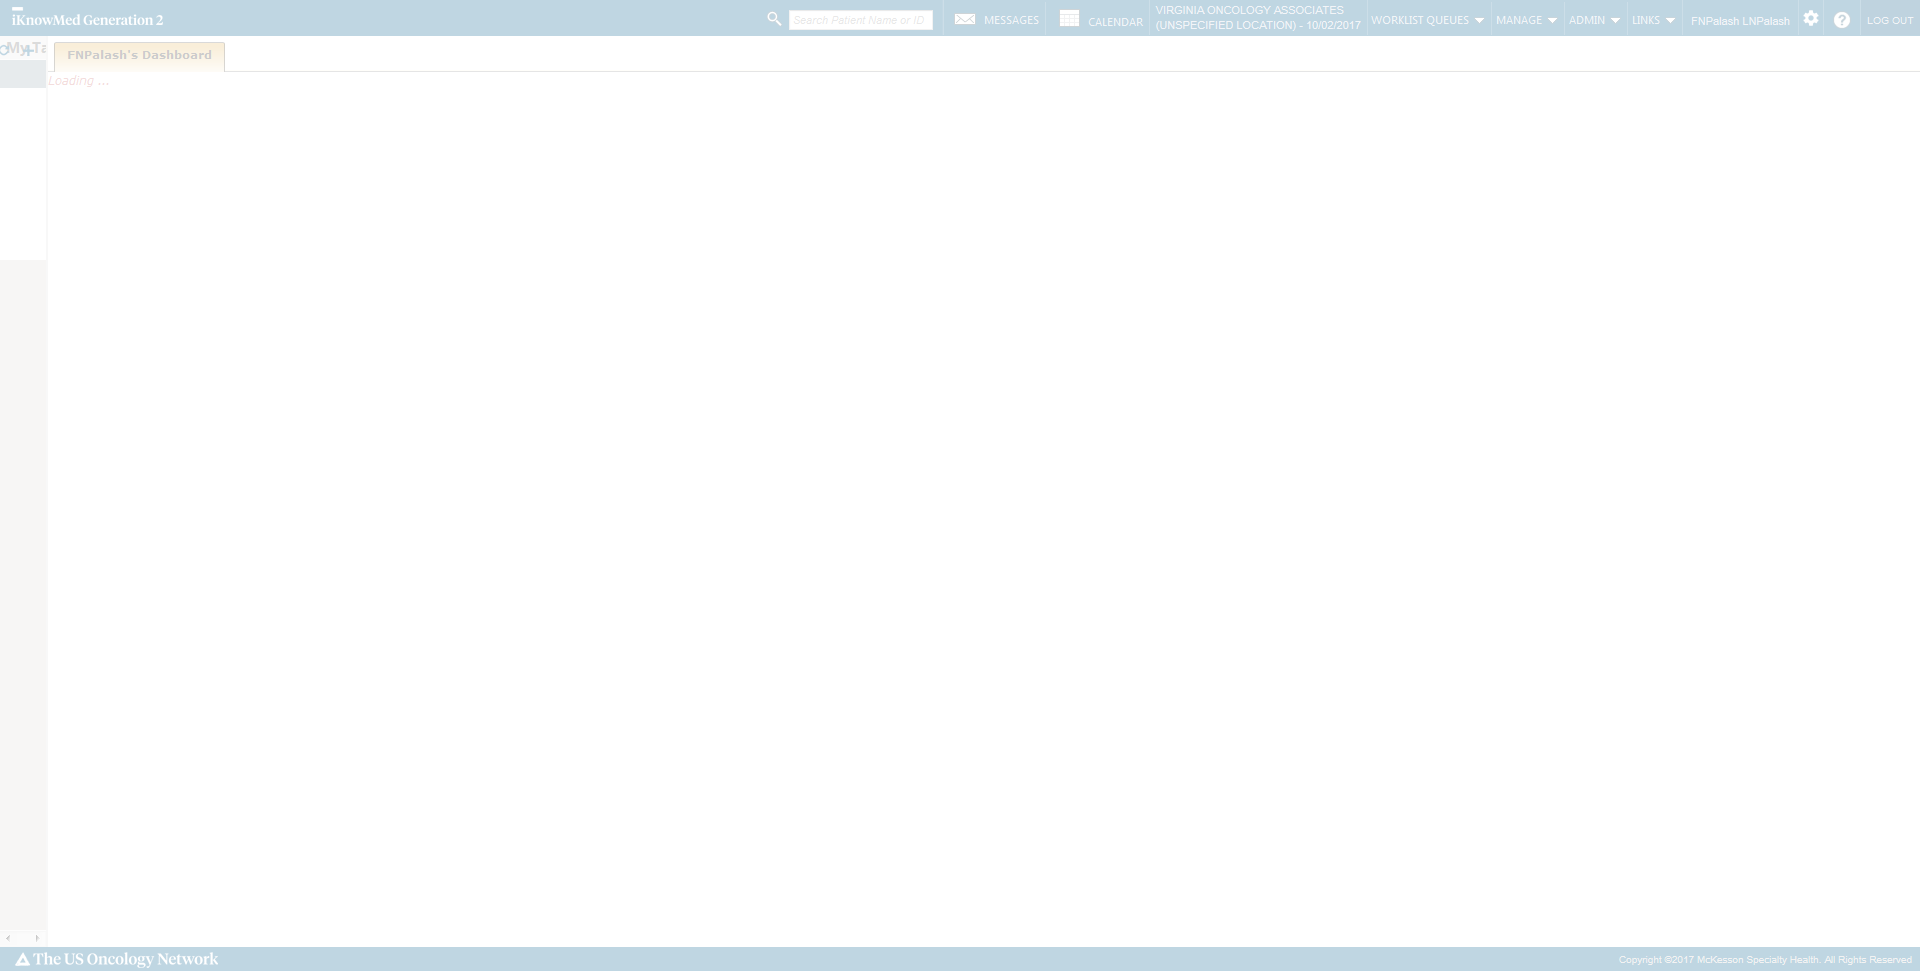 iKnowMed Generation 2
Search Patient Name or ID
MESSAGES
CALENDAR
VIRGINIA ONCOLOGY ASSOCIATES
(UNSPECIFIED LOCATION) - 10/02/2017
WORKLIST QUEUES
MANAGE
ADMIN
LINKS
FNPalash LNPalash
LOG OUT
My Ta
FNPalash's Dashboard
Loading ...
The US Oncology Network
Copyright ©2017 McKesson Specialty Health. All Rights Reserved